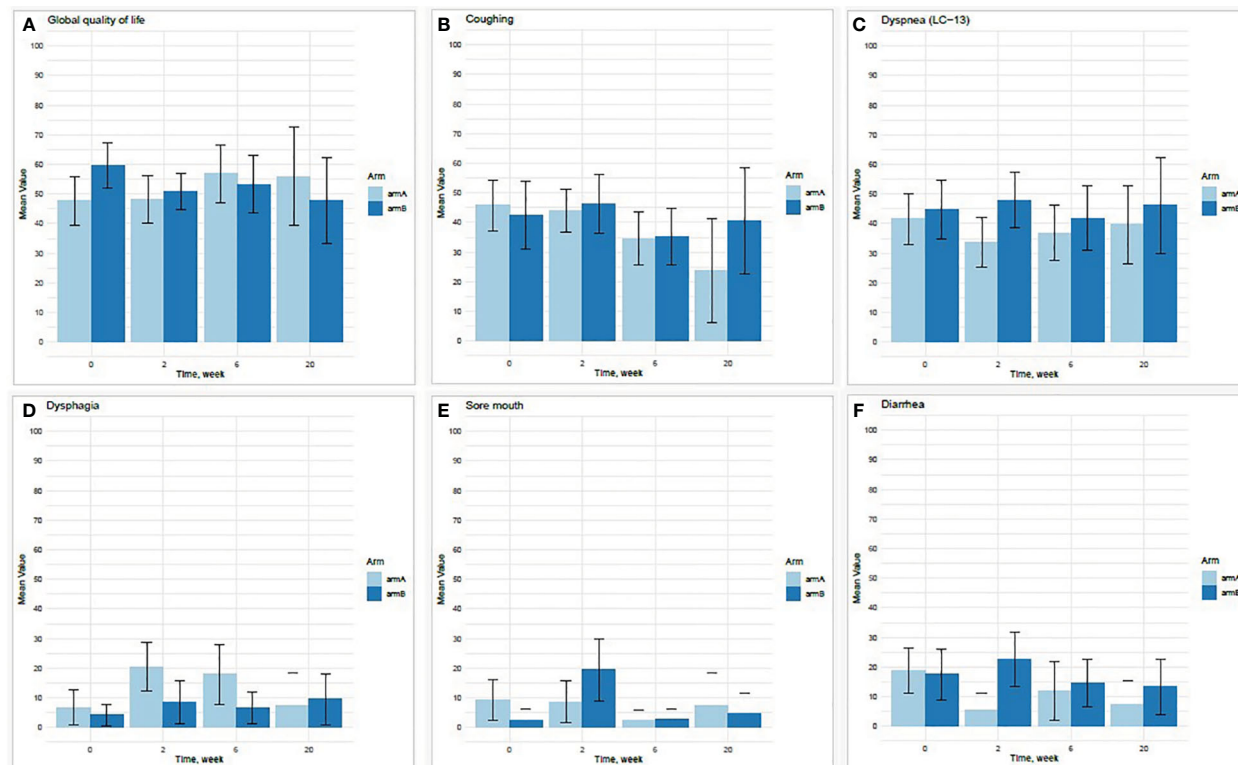 A Global quality of life
100
90
80
70
60
50
40
30
20
10
0
Mean Value
0 2 6 20
Time, week
Arm
armA
armB
B Coughing
100
90
80
70
60
50
40
30
20
10
0
Mean Value
0 2 6 20
Time, week
Arm
armA
armB
C Dyspnea (LC−13)
100
90
80
70
60
50
40
30
20
10
0
Mean Value
0 2 6 20
Time, week
Arm
armA
armB
D Dysphagia
100
90
80
70
60
50
40
30
20
10
0
Mean Value
0 2 6 20
Time, week
Arm
armA
armB
E Sore mouth
100
90
80
70
60
50
40
30
20
10
0
Mean Value
0 2 6 20
Time, week
Arm
armA
armB
F Diarrhea
100
90
80
70
60
50
40
30
20
10
0
Mean Value
0 2 6 20
Time, week
Arm
armA
armB